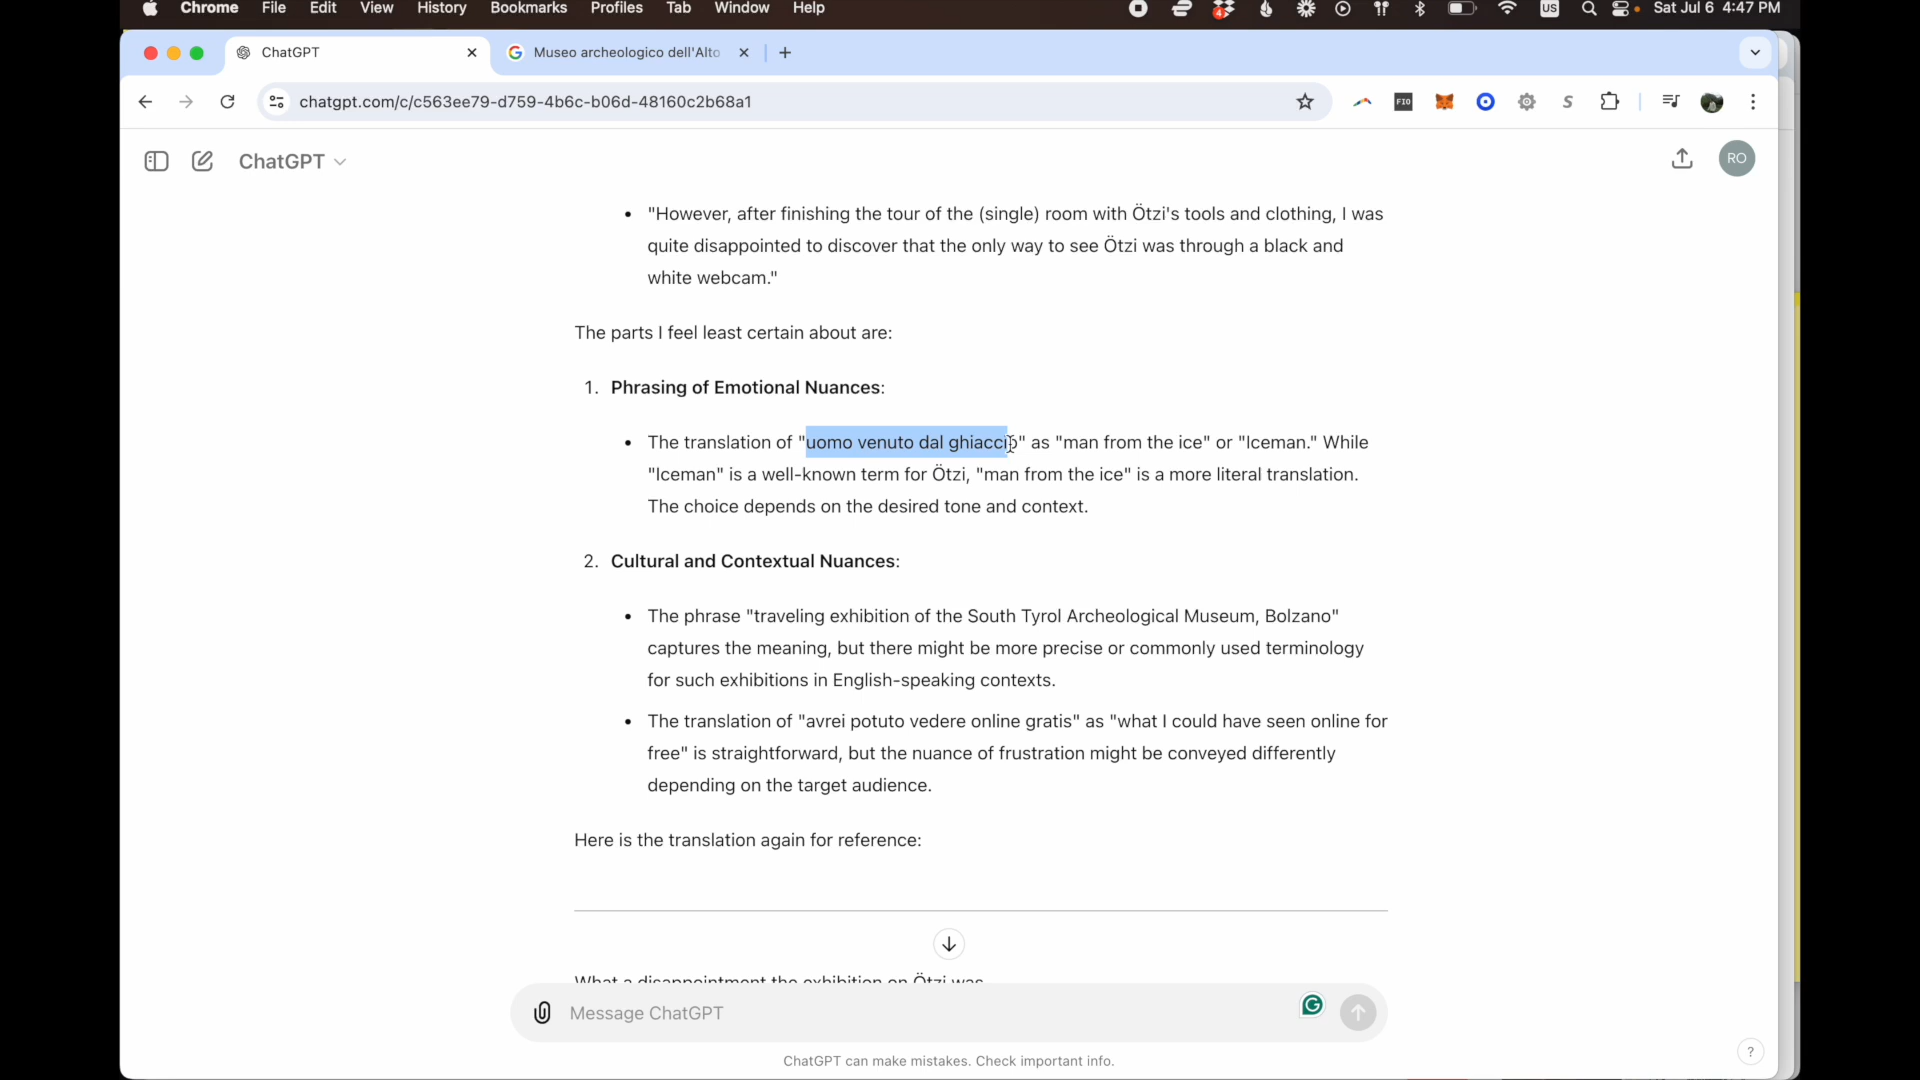 Chrome File Edit View History Bookmarks Profiles Tab Window Help
4
US
Sat Jul 6 4:47 PM
ChatGPT
Museo archeologico dell'Alto
chatgpt.com/c/c563ee79-d759-4b6c-b06d-48160c2b68a1
FIO
S
ChatGPT
RO
• "However, after finishing the tour of the (single) room with Ötzi's tools and clothing, I was
quite disappointed to discover that the only way to see Ötzi was through a black and
white webcam."
The parts I feel least certain about are:
1. Phrasing of Emotional Nuances:
• The translation of "uomo venuto dal ghiaccio" as "man from the ice" or "Iceman." While
"Iceman" is a well-known term for Ötzi, "man from the ice" is a more literal translation.
The choice depends on the desired tone and context.
2. Cultural and Contextual Nuances:
• The phrase "traveling exhibition of the South Tyrol Archeological Museum, Bolzano"
captures the meaning, but there might be more precise or commonly used terminology
for such exhibitions in English-speaking contexts.
• The translation of "avrei potuto vedere online gratis" as "what I could have seen online for
free" is straightforward, but the nuance of frustration might be conveyed differently
depending on the target audience.
Here is the translation again for reference:
What a disappointment the exhibition on Ötzi was
Message ChatGPT
ChatGPT can make mistakes. Check important info.
?